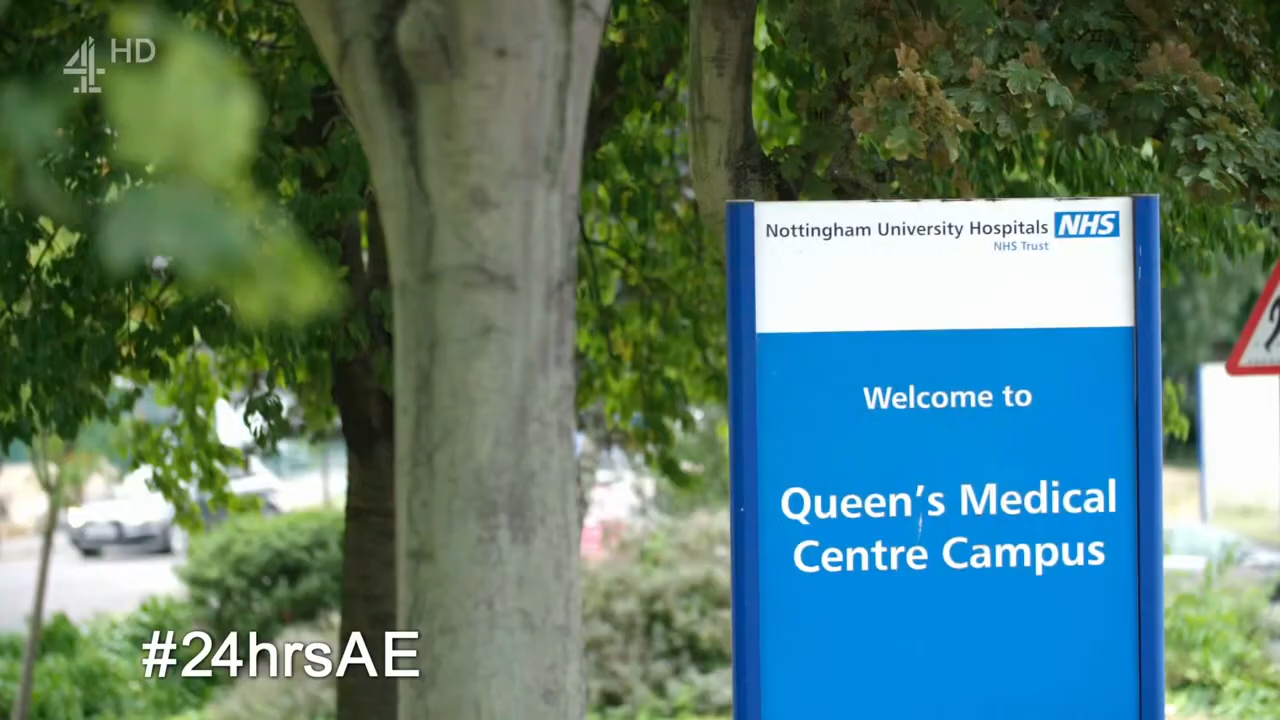 4 HD
Nottingham University Hospitals NHS
NHS Trust
Welcome to
Queen's Medical
Centre Campus
#24hrsAE